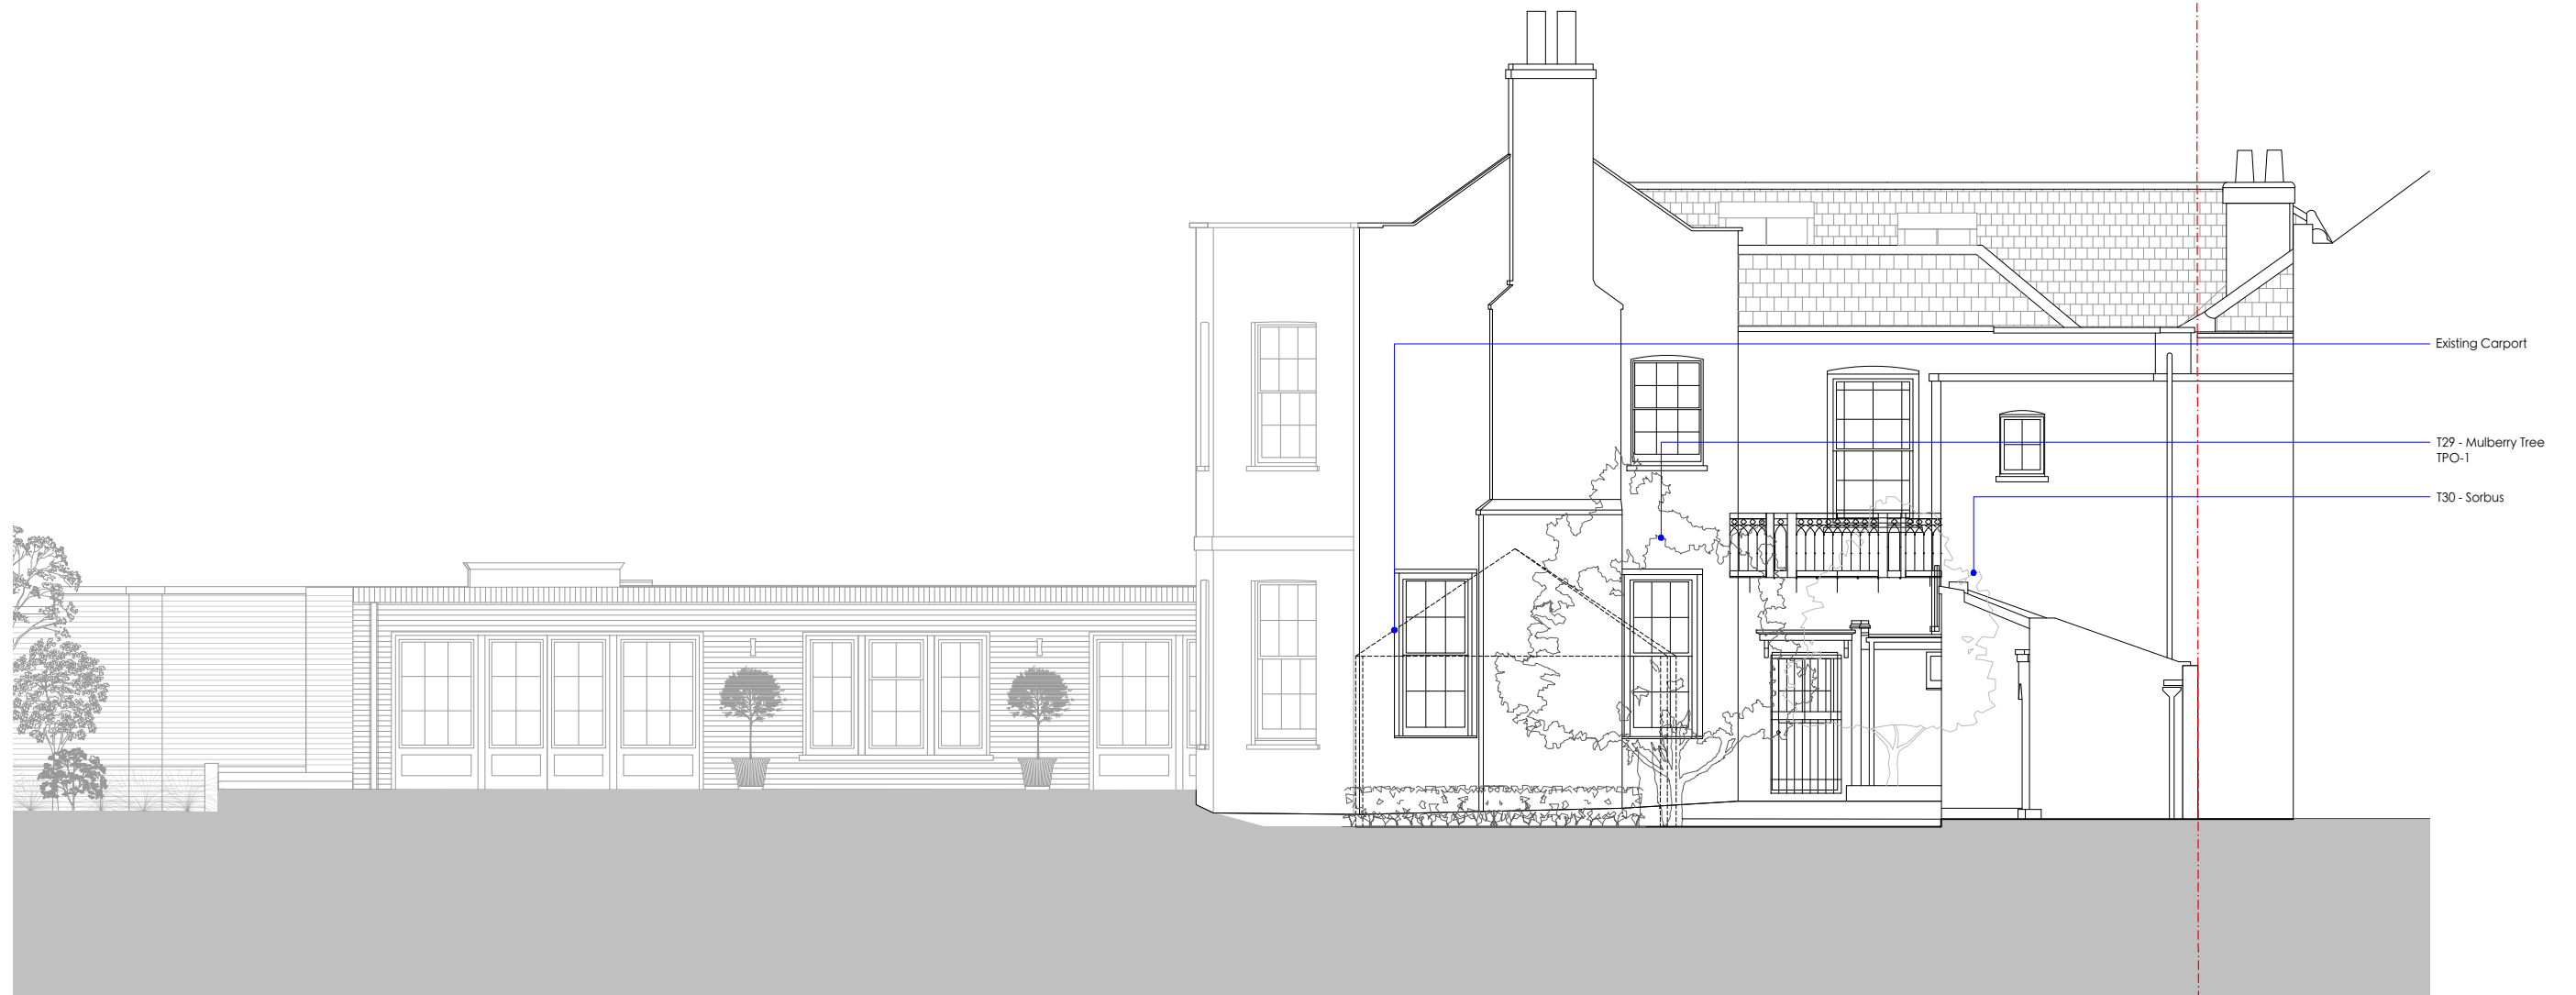 Existing Carport
T29 - Mulberry Tree
TPO-1
T30 - Sorbus